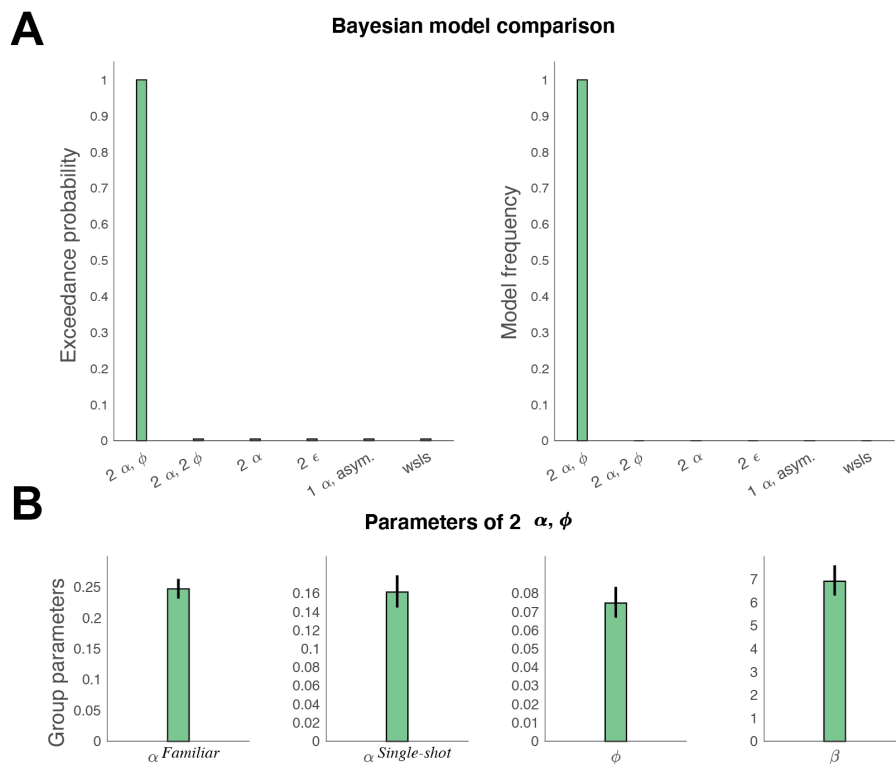 A
Bayesian model comparison
Exceedance probability
1
0.9
0.8
0.7
0.6
0.5
0.4
0.3
0.2
0.1
0
2 α, ϕ
2 α, 2 ϕ
2 α
2 ϵ
1 α, asym.
wsls
Model frequency
1
0.9
0.8
0.7
0.6
0.5
0.4
0.3
0.2
0.1
0
2 α, ϕ
2 α, 2 ϕ
2 α
2 ϵ
1 α, asym.
wsls
B
Parameters of 2 α, ϕ
Group parameters
0.25
0.2
0.15
0.1
0.05
0
α Familiar
0.16
0.14
0.12
0.1
0.08
0.06
0.04
0.02
0
α Single-shot
0.08
0.07
0.06
0.05
0.04
0.03
0.02
0.01
0
ϕ
7
6
5
4
3
2
1
0
β